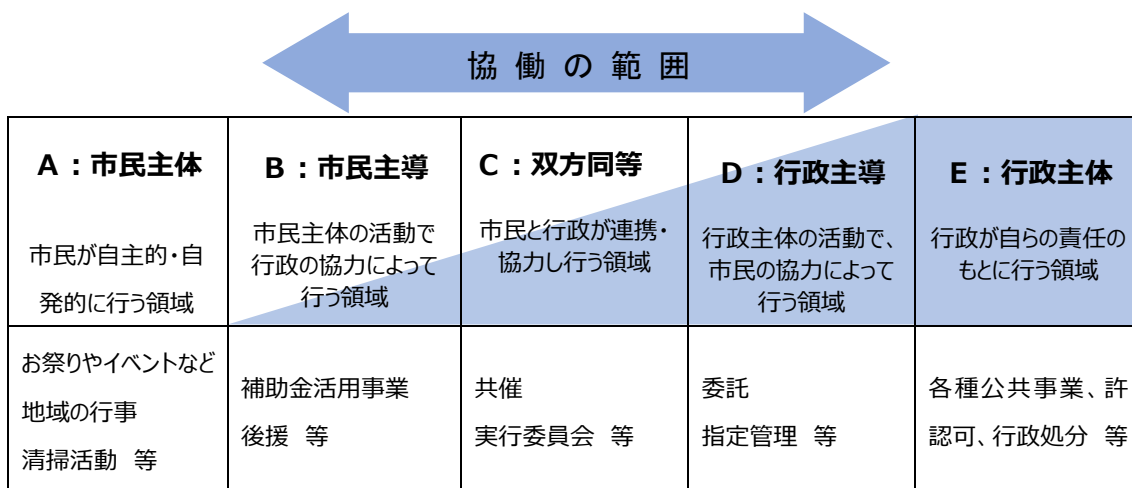 協働の範囲
A：市民主体
市民が自主的・自
発的に行う領域
B：市民主導
市民主体の活動で
行政の協力によって
行う領域
C：双方同等
市民と行政が連携・
協力し行う領域
D：行政主導
行政主体の活動で、
市民の協力によって
行う領域
E：行政主体
行政が自らの責任の
もとに行う領域
お祭りやイベントなど
地域の行事
清掃活動　等
補助金活用事業
後援　等
共催
実行委員会　等
委託
指定管理　等
各種公共事業、許
認可、行政処分　等